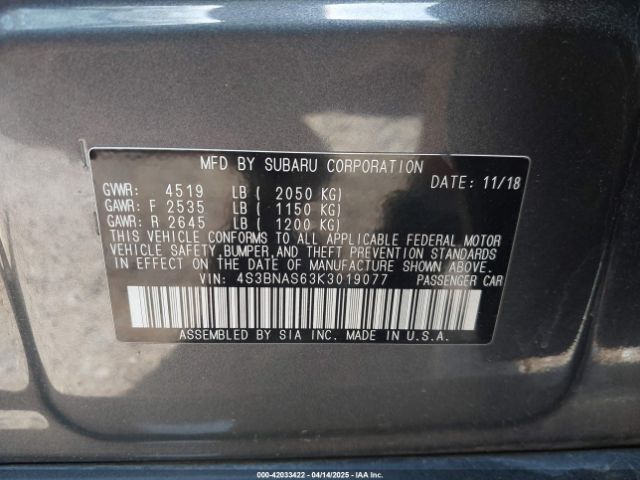 MFD BY SUBARU CORPORATION
DATE: 11/18
GVWR: 4519 LB ( 2050 KG)
GAWR: F 2535 LB ( 1150 KG)
GAWR: R 2645 LB ( 1200 KG)
THIS VEHICLE CONFORMS TO ALL APPLICABLE FEDERAL MOTOR
VEHICLE SAFETY, BUMPER, AND THEFT PREVENTION STANDARDS
IN EFFECT ON THE DATE OF MANUFACTURE SHOWN ABOVE.
VIN: 4S3BNAS63K3019077 PASSENGER CAR
ASSEMBLED BY SIA INC. MADE IN U.S.A.
000-42033422 04/14/2025 IAAI.COM